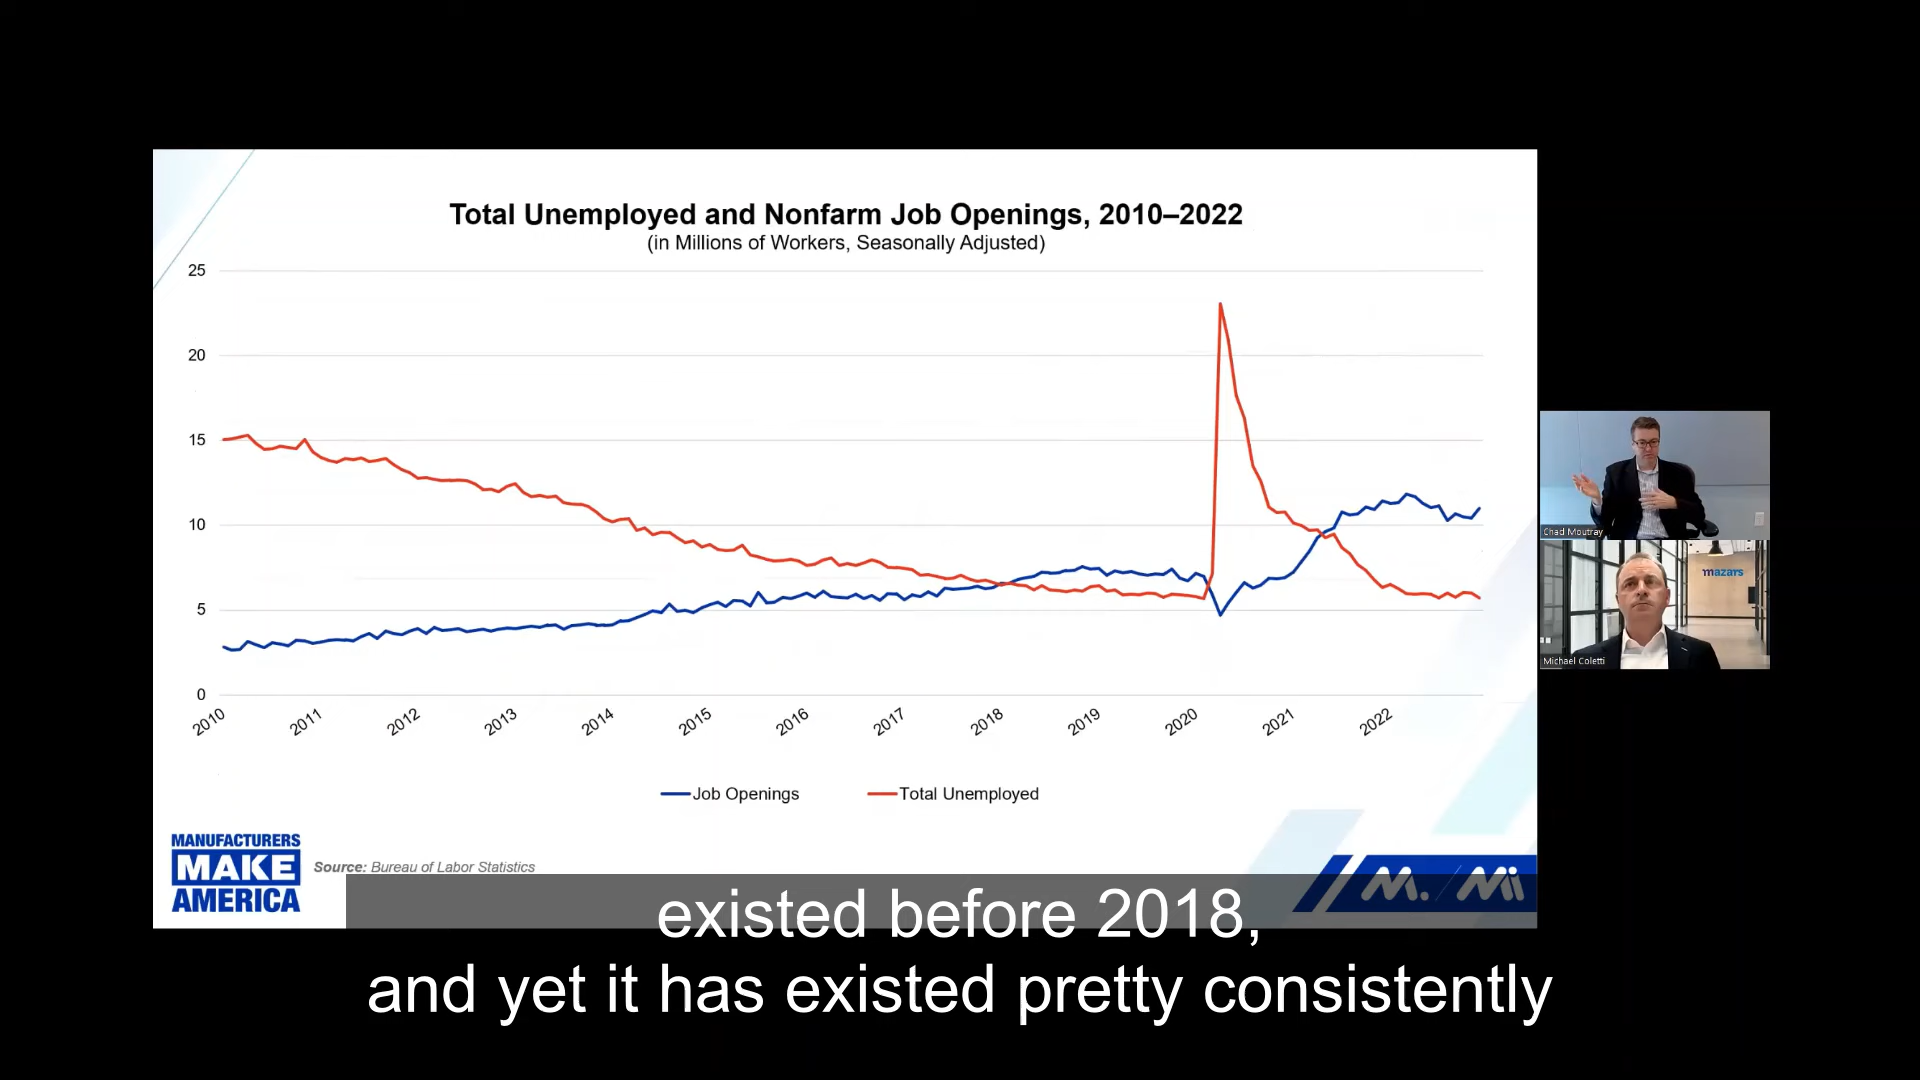 Total Unemployed and Nonfarm Job Openings, 2010–2022
(in Millions of Workers, Seasonally Adjusted)
25
20
15
10
5
0
2010 2011 2012 2013 2014 2015 2016 2017 2018 2019 2020 2021 2022
Job Openings Total Unemployed
MANUFACTURERS
MAKE
AMERICA
Source: Bureau of Labor Statistics
M. Mi
existed before 2018,
and yet it has existed pretty consistently
Chad Moutray
mazars
Michael Coletti